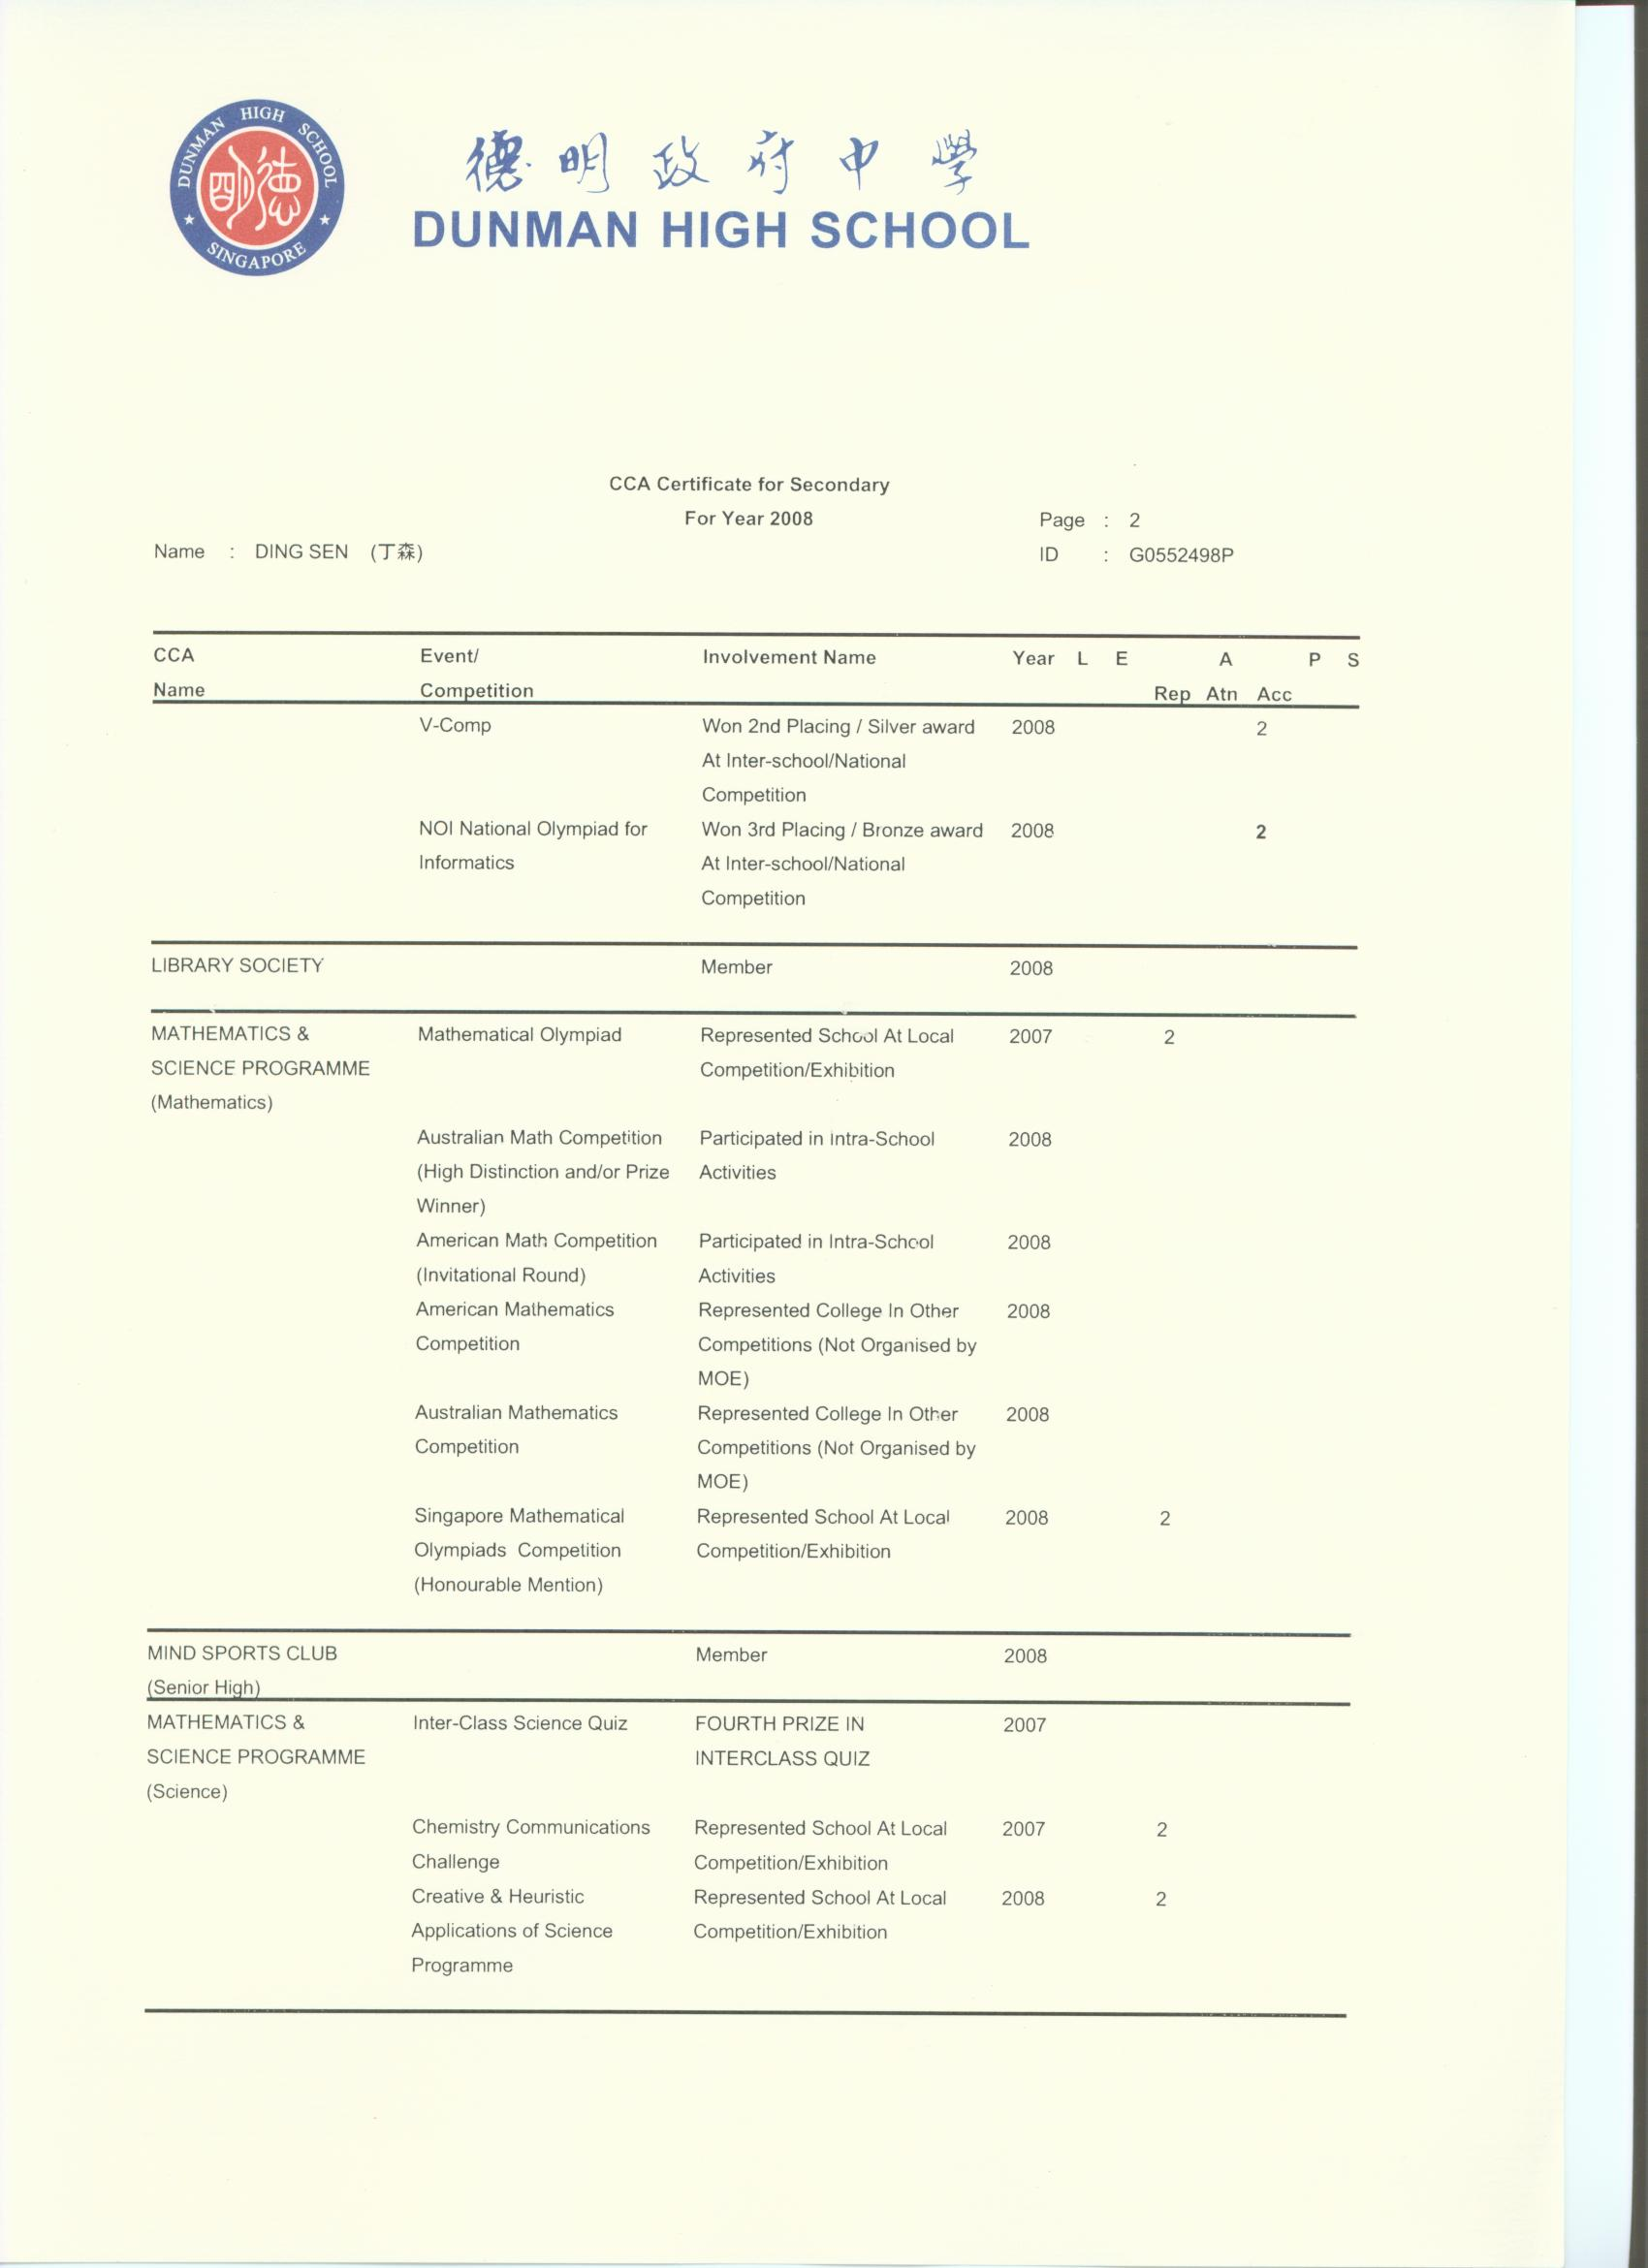 DUNMAN HIGH SCHOOL
SINGAPORE
德明政府中學
DUNMAN HIGH SCHOOL
CCA Certificate for Secondary
For Year 2008
Page : 2
Name : DING SEN (丁森)
ID : G0552498P
CCA Event/ Involvement Name Year L E A P S
Name Competition Rep Atn Acc
V-Comp Won 2nd Placing / Silver award 2008 2
At Inter-school/National
Competition
NOI National Olympiad for Won 3rd Placing / Bronze award 2008 2
Informatics At Inter-school/National
Competition
LIBRARY SOCIETY Member 2008
MATHEMATICS & Mathematical Olympiad Represented School At Local 2007 2
SCIENCE PROGRAMME Competition/Exhibition
(Mathematics)
Australian Math Competition Participated in Intra-School 2008
(High Distinction and/or Prize Activities
Winner)
American Math Competition Participated in Intra-School 2008
(Invitational Round) Activities
American Mathematics Represented College In Other 2008
Competition Competitions (Not Organised by
MOE)
Australian Mathematics Represented College In Other 2008
Competition Competitions (Not Organised by
MOE)
Singapore Mathematical Represented School At Local 2008 2
Olympiads Competition Competition/Exhibition
(Honourable Mention)
MIND SPORTS CLUB Member 2008
(Senior High)
MATHEMATICS & Inter-Class Science Quiz FOURTH PRIZE IN 2007
SCIENCE PROGRAMME INTERCLASS QUIZ
(Science)
Chemistry Communications Represented School At Local 2007 2
Challenge Competition/Exhibition
Creative & Heuristic Represented School At Local 2008 2
Applications of Science Competition/Exhibition
Programme